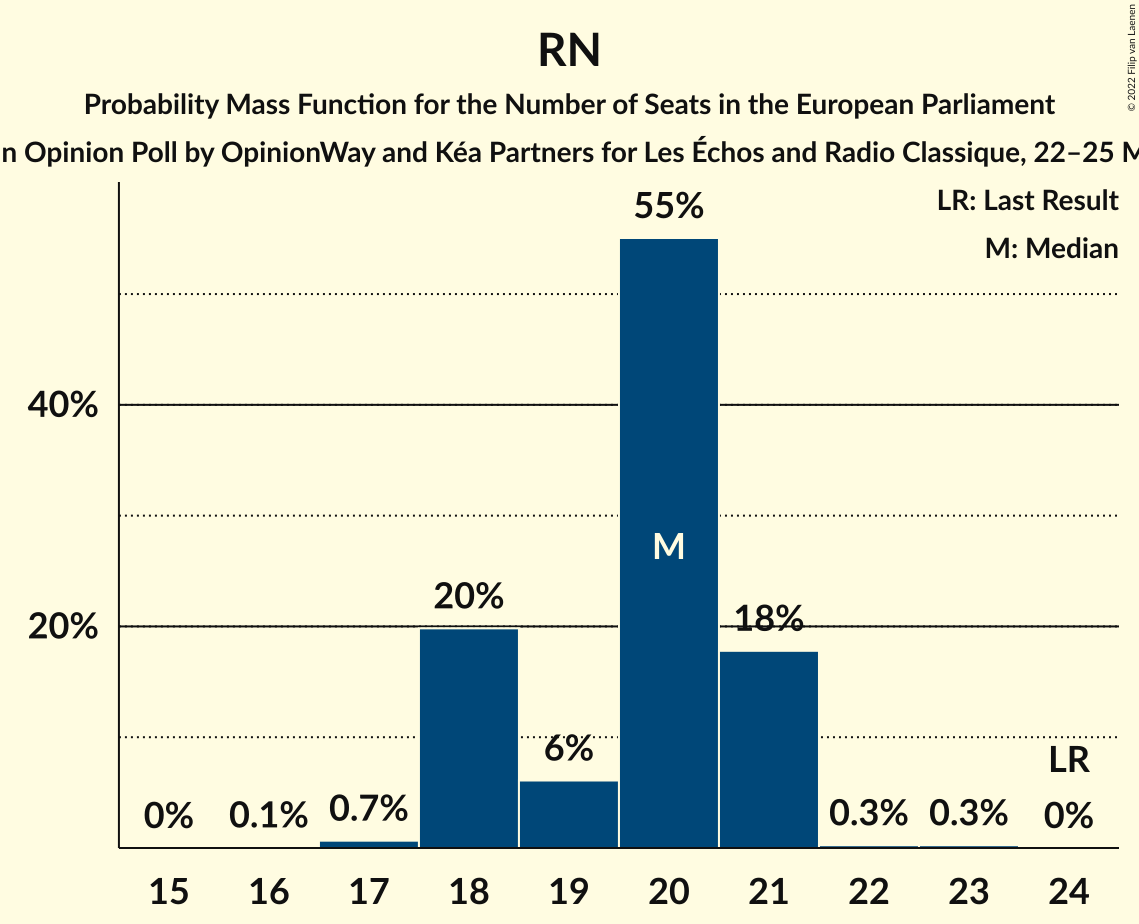 RN
Probability Mass Function for the Number of Seats in the European Parliament
n Opinion Poll by OpinionWay and Kéa Partners for Les Échos and Radio Classique, 22–25 M
© 2022 Filip van Laenen
LR: Last Result
M: Median
55%
40%
M
20%
20%
18%
6%
LR
0%
0.1%
0.7%
0.3%
0.3%
0%
15 16 17 18 19 20 21 22 23 24